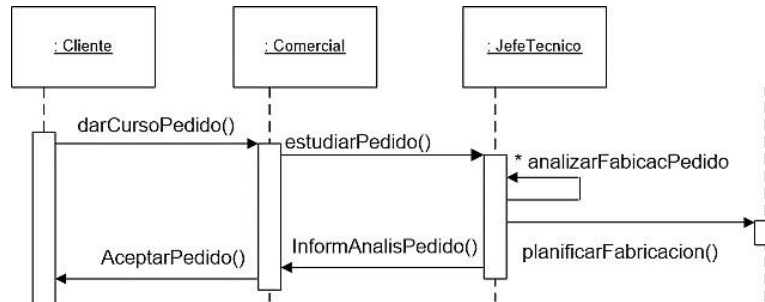 : Cliente
: Comercial
: JefeTecnico
darCursoPedido()
estudiarPedido()
* analizarFabicacPedido
planificarFabricacion()
InformAnalisPedido()
AceptarPedido()